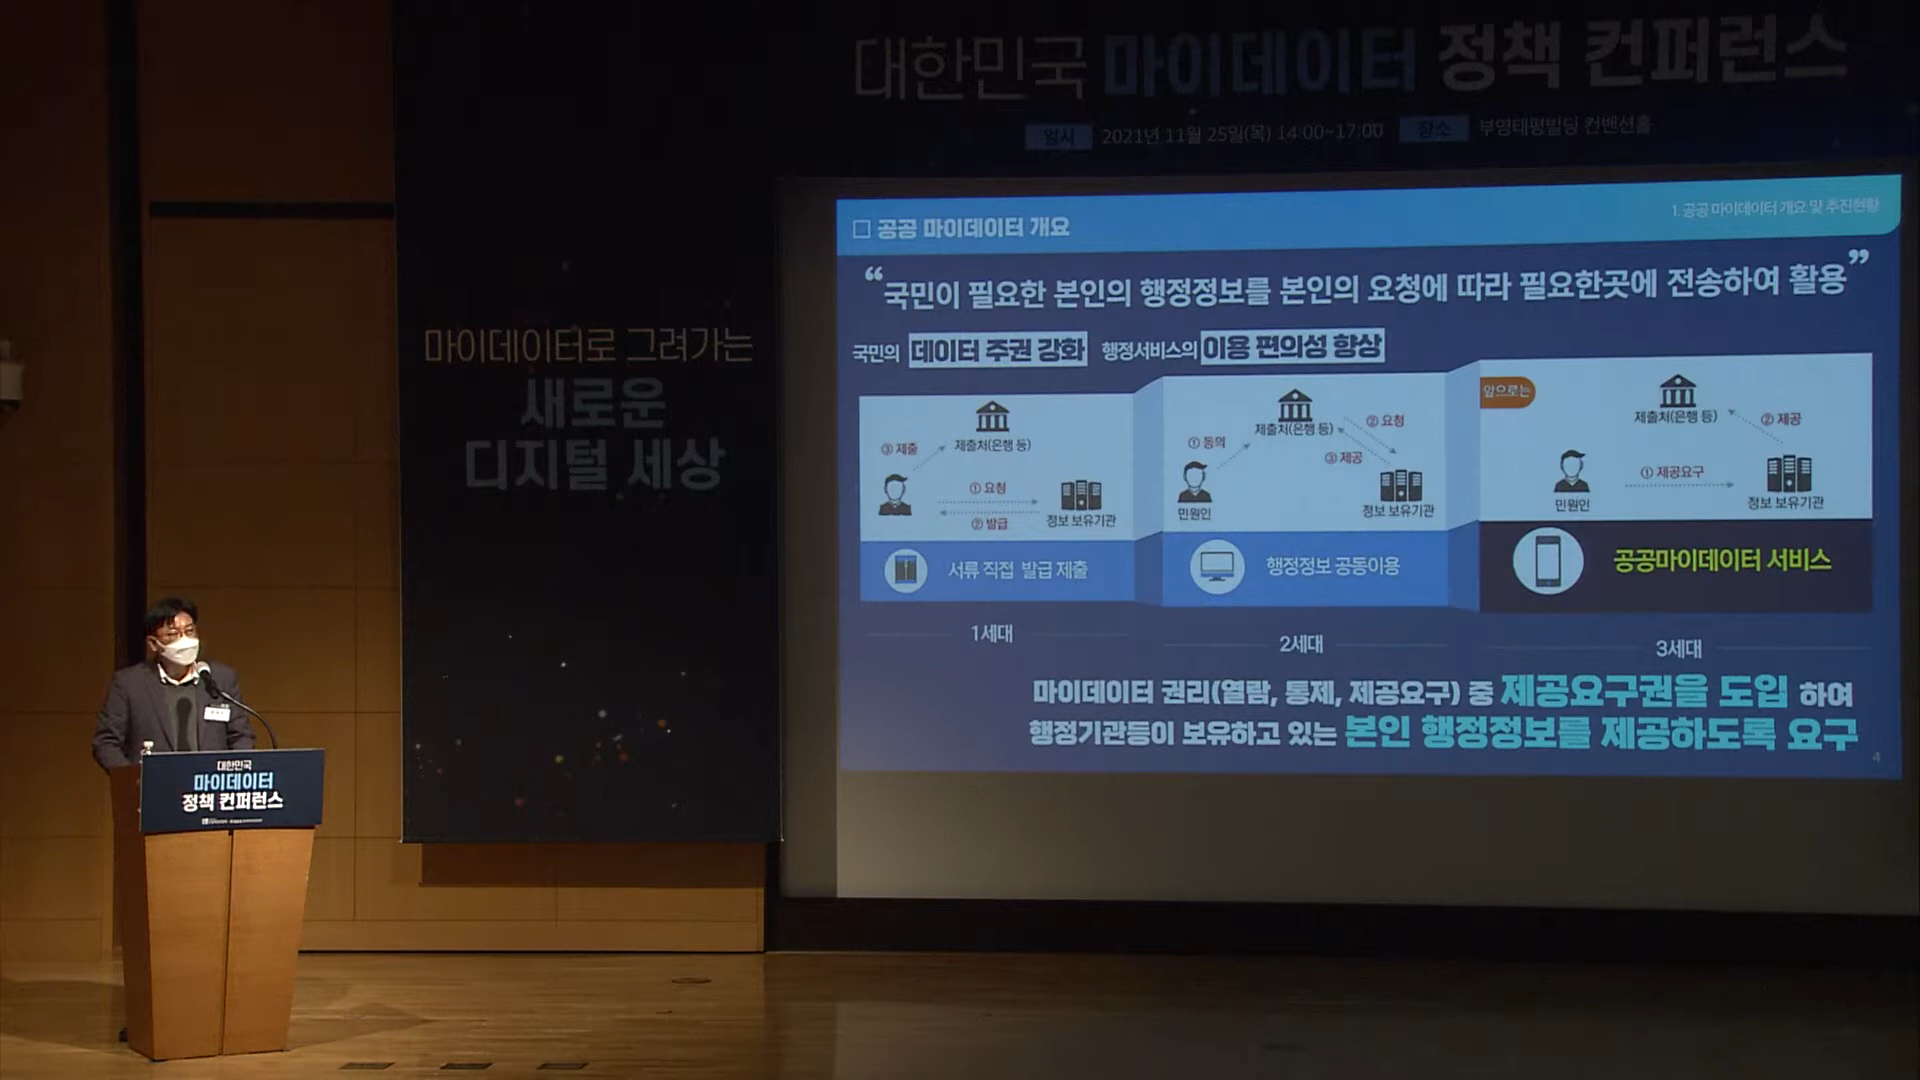 대한민국 마이데이터 정책 컨퍼런스
일시 2021년 11월 25일(목) 14:00~17:00 장소 부영태평빌딩 컨벤션홀
마이데이터로 그려가는
새로운
디지털 세상
□ 공공 마이데이터 개요
1. 공공 마이데이터 개요 및 추진현황
“국민이 필요한 본인의 행정정보를 본인의 요청에 따라 필요한곳에 전송하여 활용”
국민의 데이터 주권 강화 행정서비스의 이용 편의성 향상
제출처(은행 등)
③ 제출
① 요청
② 발급
정보 보유기관
서류 직접 발급 제출
1세대
제출처(은행 등)
① 동의
② 요청
③ 제공
민원인
정보 보유기관
행정정보 공동이용
2세대
앞으로는
제출처(은행 등)
② 제공
① 제공요구
민원인
정보 보유기관
공공마이데이터 서비스
3세대
마이데이터 권리(열람, 통제, 제공요구) 중 제공요구권을 도입 하여
행정기관등이 보유하고 있는 본인 행정정보를 제공하도록 요구
4
대한민국
마이데이터
정책 컨퍼런스